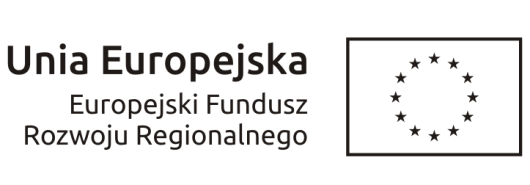 Unia Europejska
Europejski Fundusz
Rozwoju Regionalnego